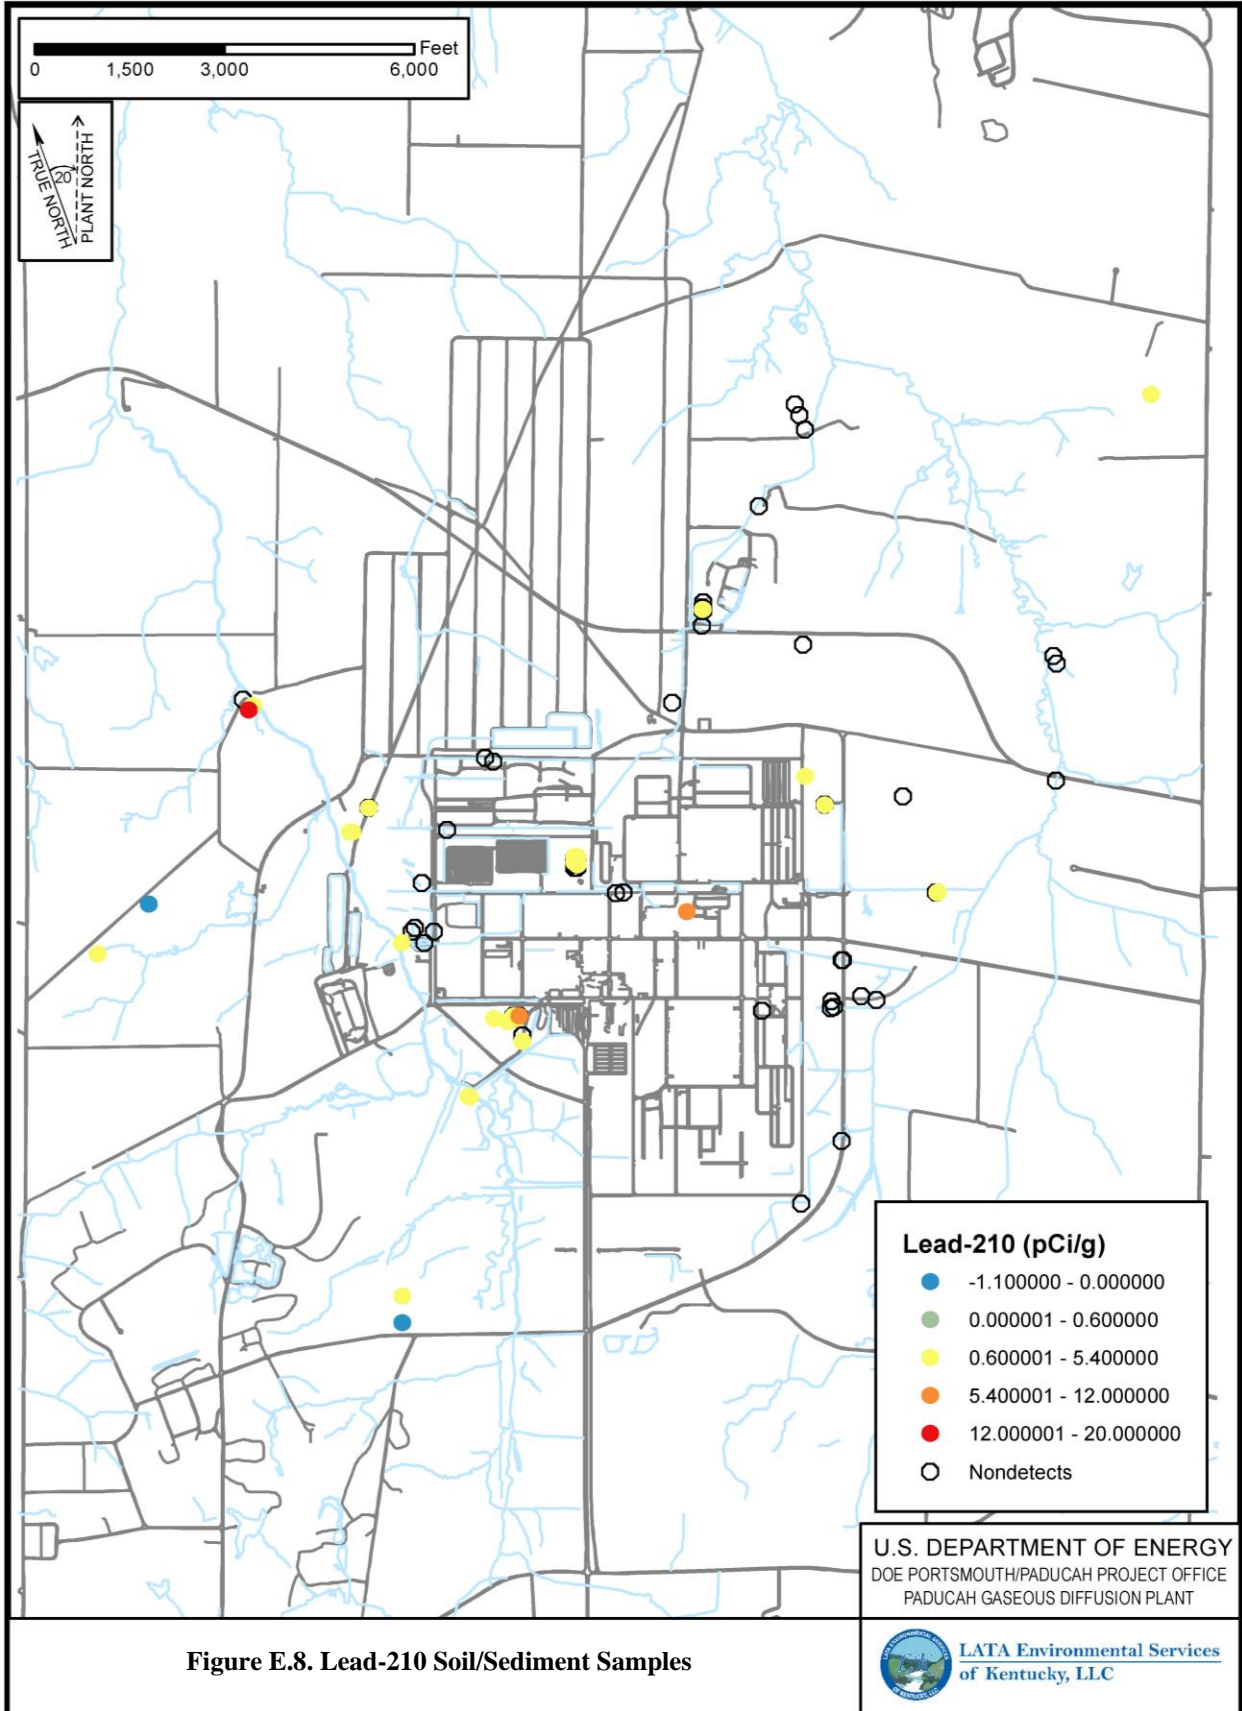 Feet
0 1,500 3,000 6,000
TRUE NORTH
20
PLANT NORTH
Lead-210 (pCi/g)
-1.100000 - 0.000000
0.000001 - 0.600000
0.600001 - 5.400000
5.400001 - 12.000000
12.000001 - 20.000000
Nondetects
U.S. DEPARTMENT OF ENERGY
DOE PORTSMOUTH/PADUCAH PROJECT OFFICE
PADUCAH GASEOUS DIFFUSION PLANT
Figure E.8. Lead-210 Soil/Sediment Samples
LATA Environmental Services
of Kentucky, LLC